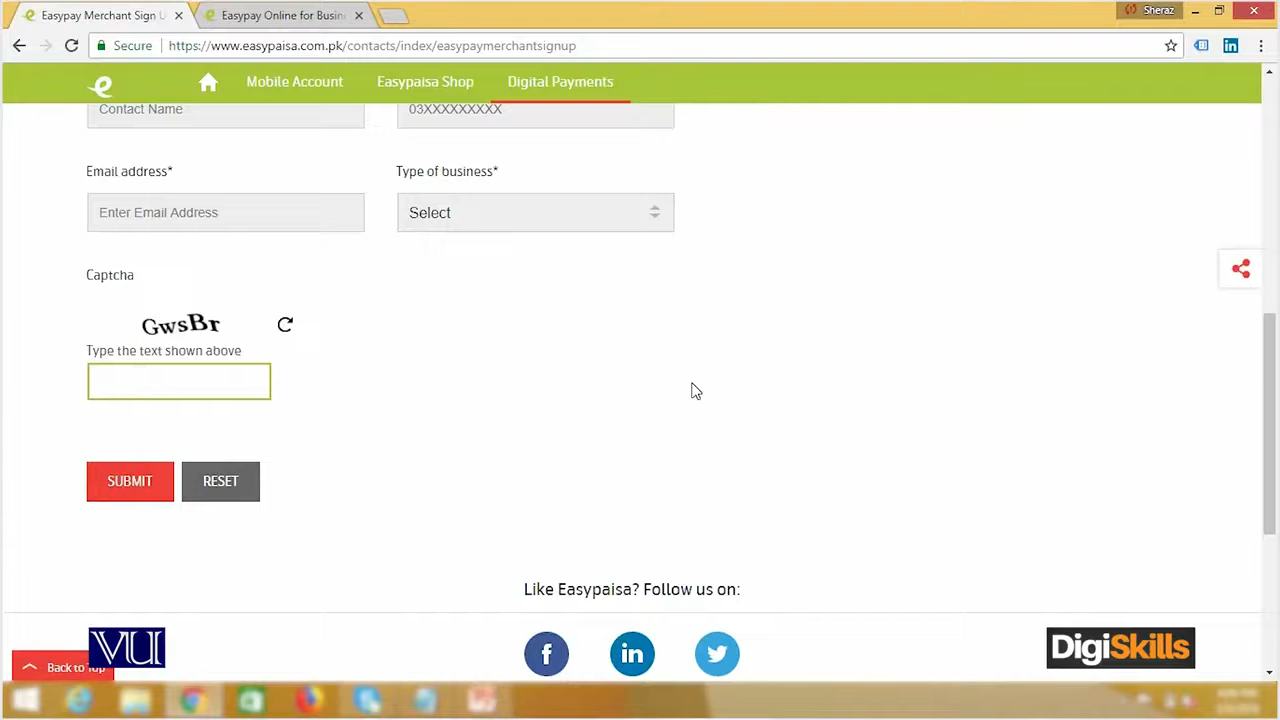 Easypay Merchant Sign U
Easypay Online for Busin
Sheraz
Secure
https://www.easypaisa.com.pk/contacts/index/easypaymerchantsignup
Mobile Account
Easypaisa Shop
Digital Payments
Contact Name
03XXXXXXXXX
Email address*
Type of business*
Enter Email Address
Select
Captcha
GwsBr
Type the text shown above
SUBMIT
RESET
Like Easypaisa? Follow us on:
VU
DigiSkills
Back to Top